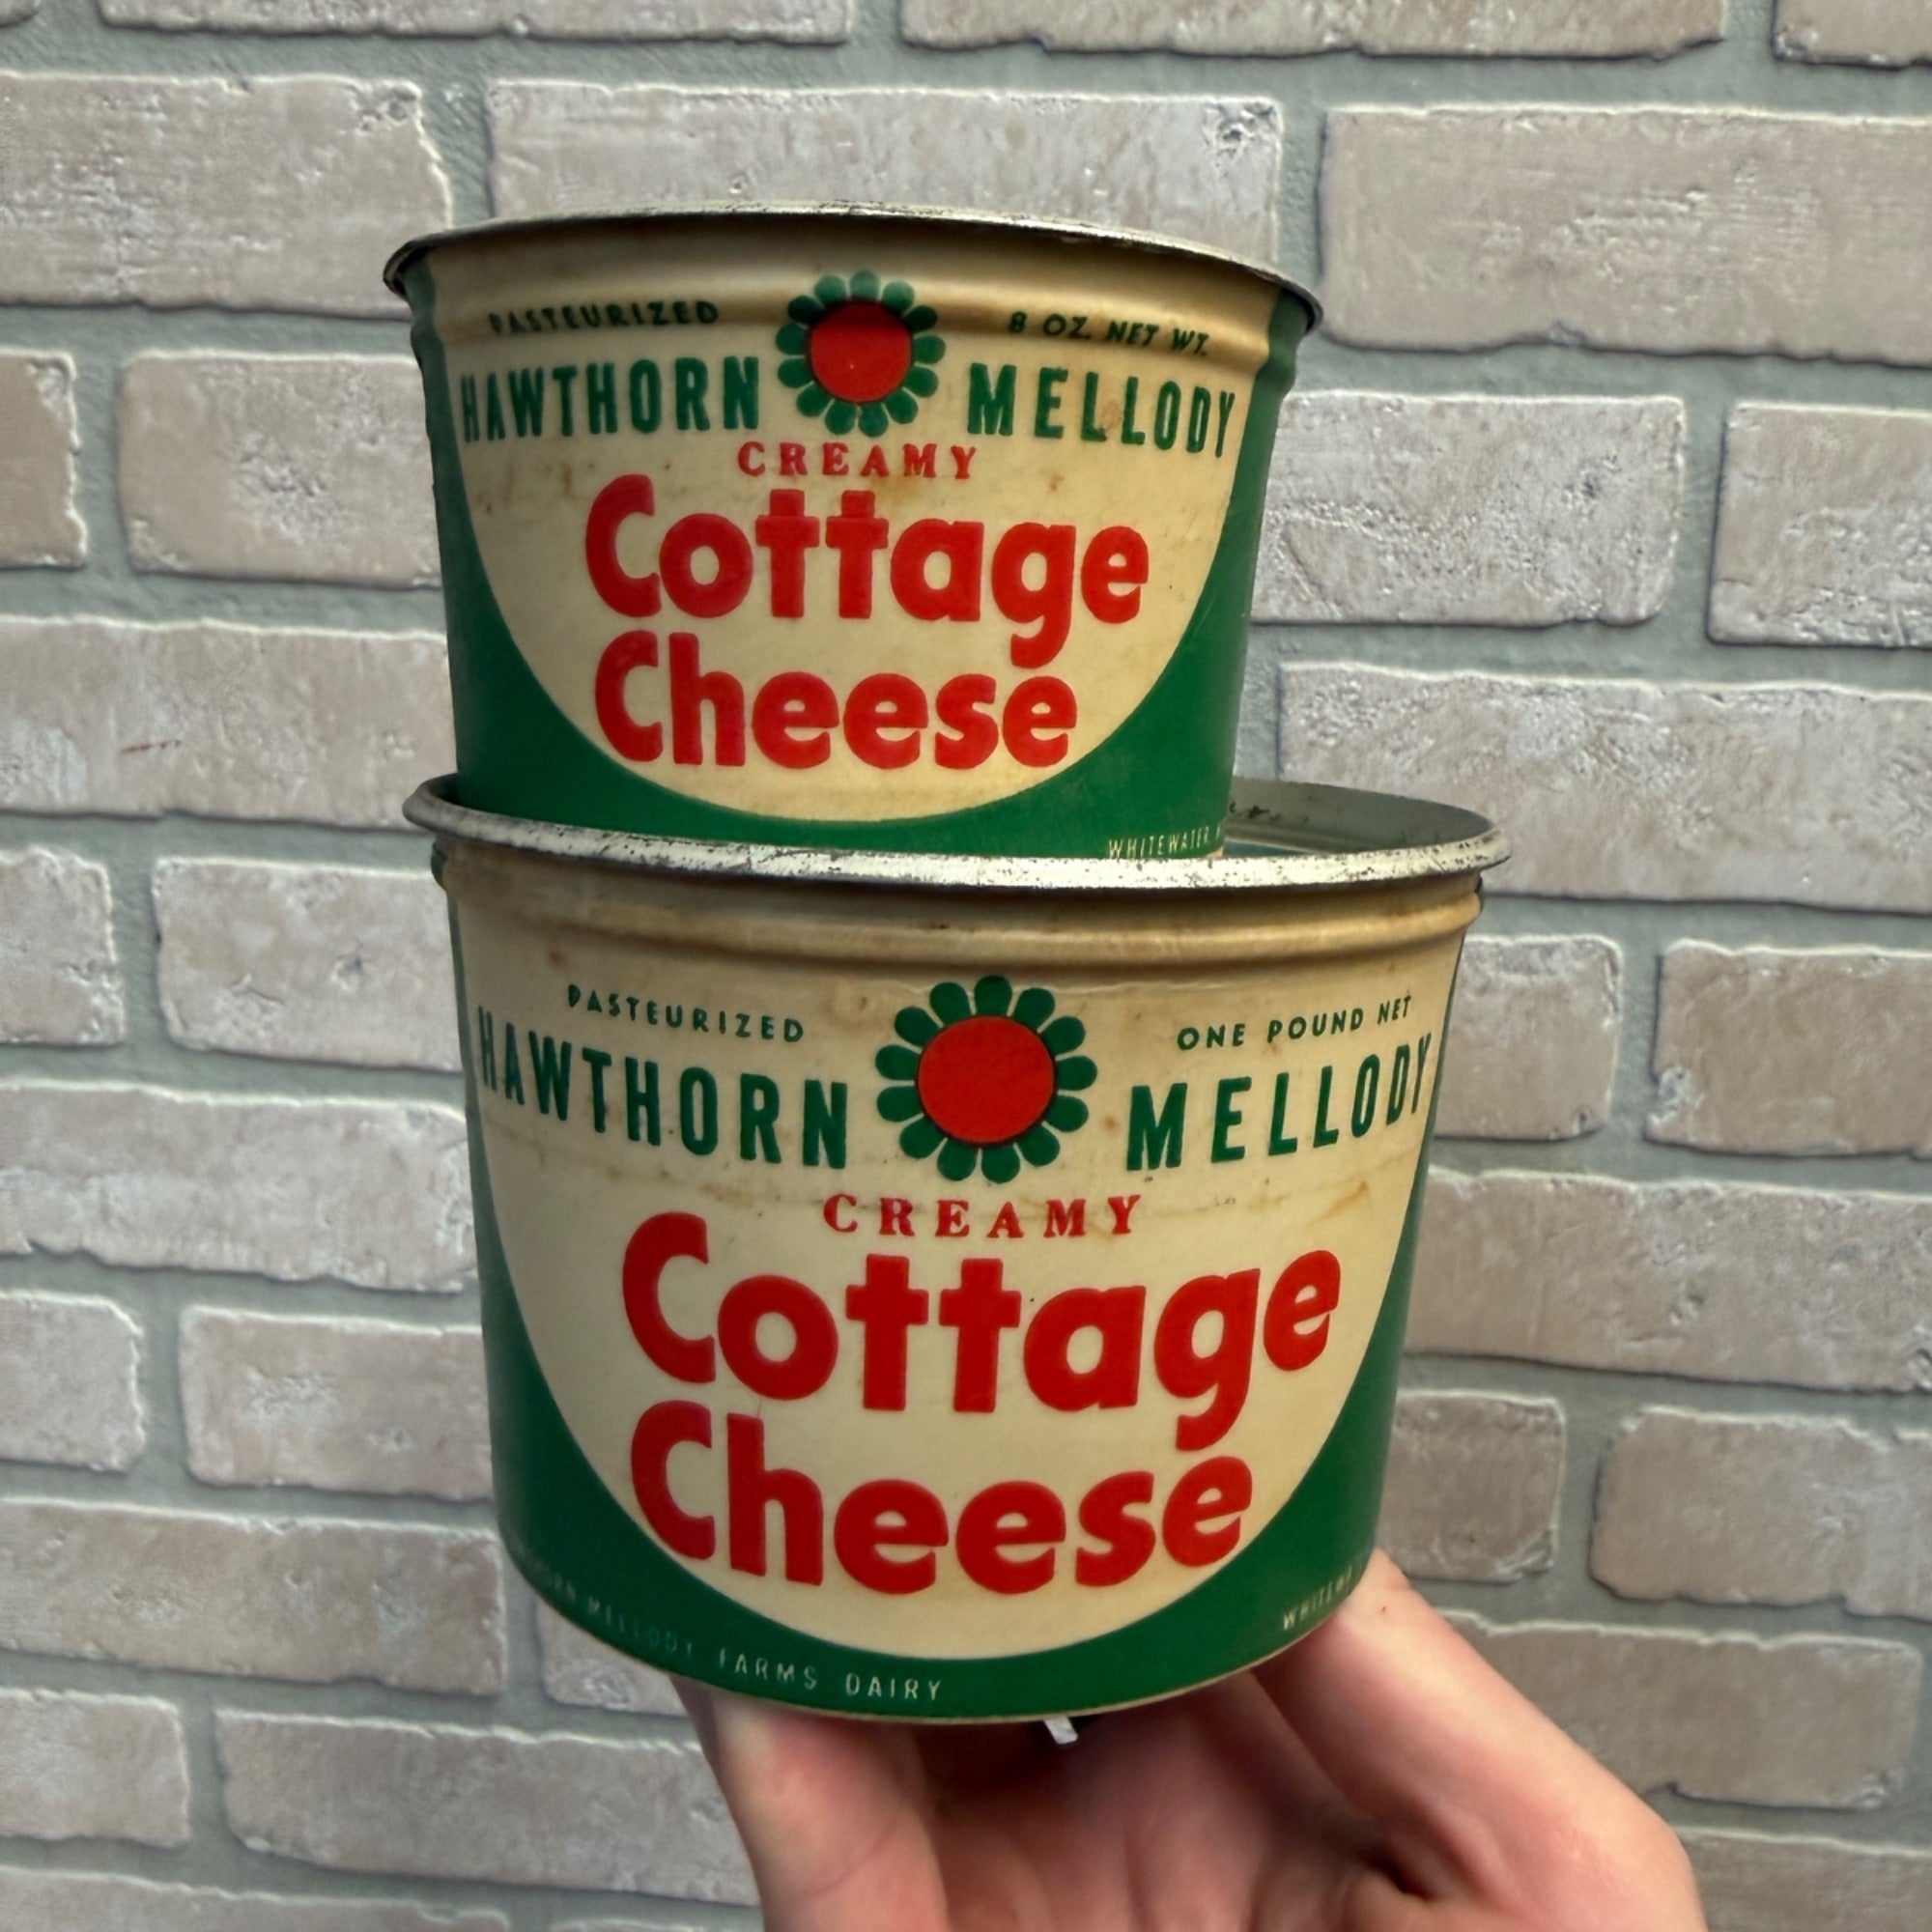 PASTEURIZED 8 OZ. NET WT.
HAWTHORN MELLODY
CREAMY
Cottage
Cheese
WHITEWATER
PASTEURIZED ONE POUND NET
HAWTHORN MELLODY
CREAMY
Cottage
Cheese
MELLODY FARMS DAIRY